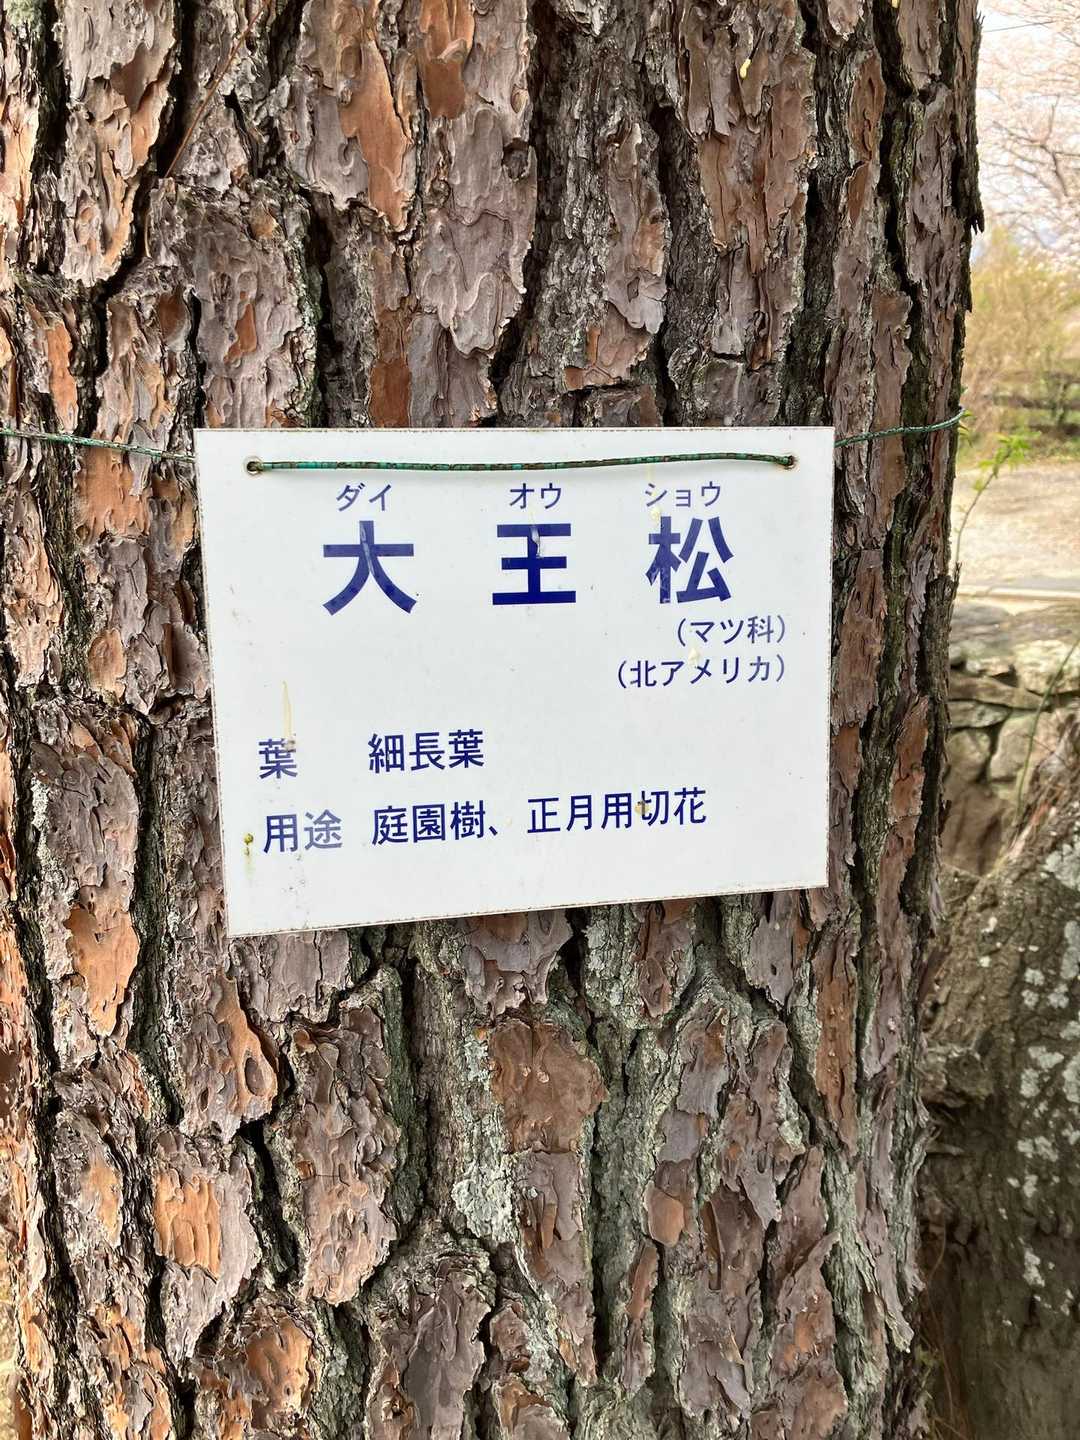 ダイ オウ ショウ
大 王 松
(マツ科)
(北アメリカ)
葉 細長葉
用途 庭園樹、正月用切花